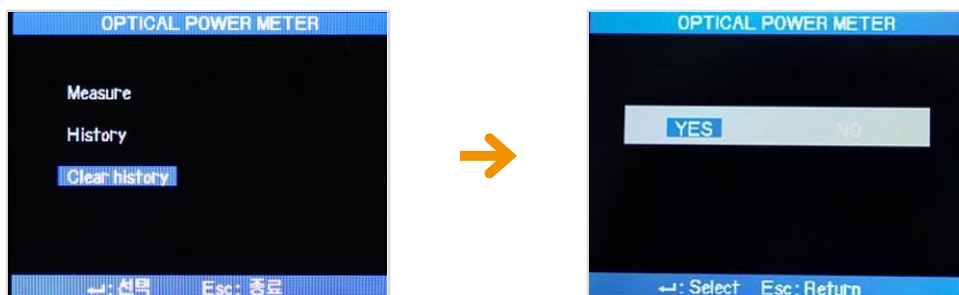 OPTICAL POWER METER
Measure
History
Clear history
↵: 선택 Esc: 종료
OPTICAL POWER METER
YES NO
↵: Select Esc: Return